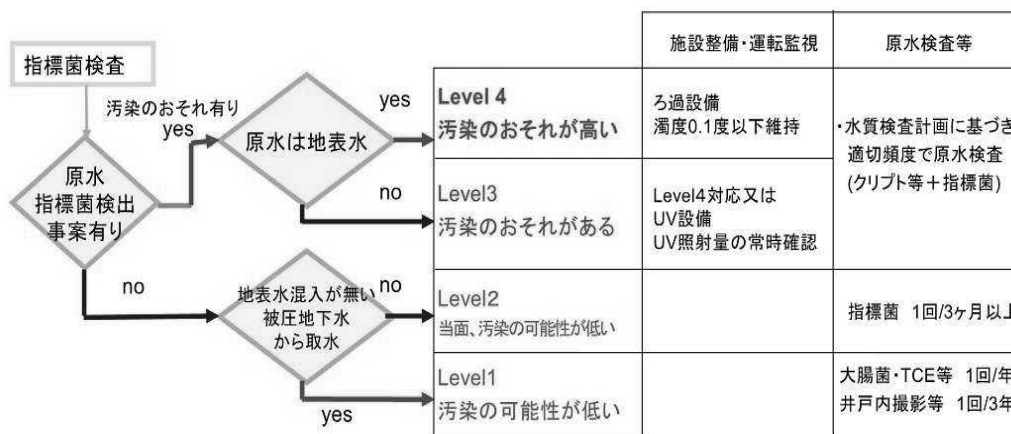 指標菌検査
汚染のおそれ有り
yes
原水
指標菌検出
事案有り
no
原水は地表水
yes
no
地表水混入が無い
被圧地下水
から取水
no
yes
施設整備・運転監視
原水検査等
Level 4
汚染のおそれが高い
ろ過設備
濁度0.1度以下維持
・水質検査計画に基づき
適切頻度で原水検査
(クリプト等+指標菌)
Level3
汚染のおそれがある
Level4対応又は
UV設備
UV照射量の常時確認
Level2
当面、汚染の可能性が低い
指標菌 1回/3ヶ月以上
Level1
汚染の可能性が低い
大腸菌・TCE等 1回/年
井戸内撮影等 1回/3年